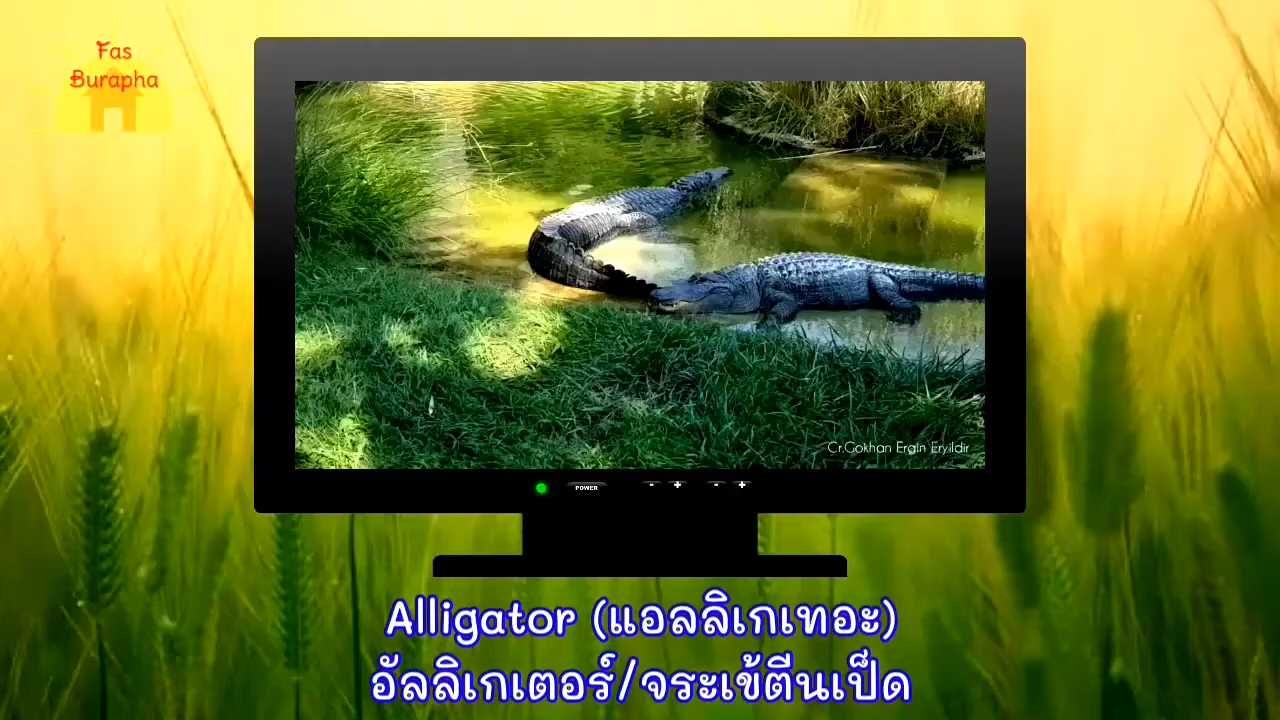 Fas
Burapha
Cr.Gokhan Ergin Eryildir
POWER
- + - +
Alligator (แอลลิเกเทอะ)
อัลลิเกเตอร์/จระเข้ตีนเป็ด